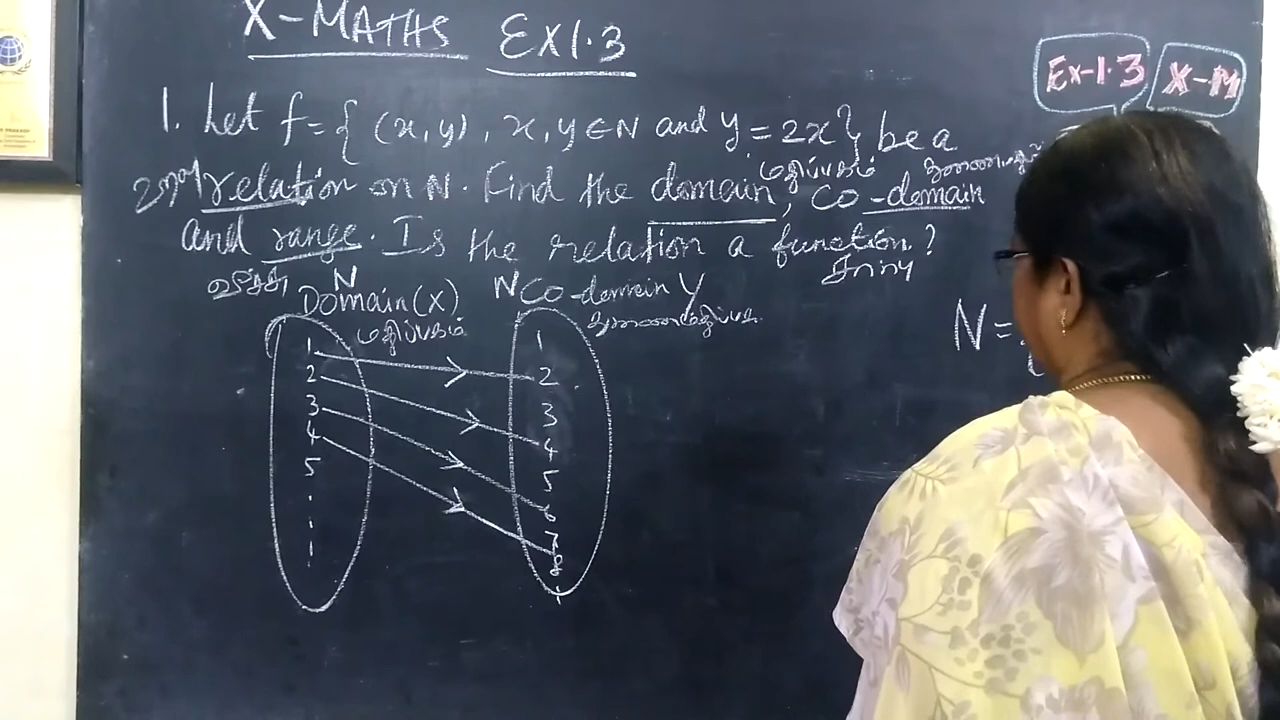 X-MATHS Ex1.3
Ex-1.3 X-M
1. Let f={(x,y), x,y∈N and y=2x} be a
relation on N. Find the domain, co-domain
and range. Is the relation a function?
சார்பு
N N
Domain(X) Co-domain Y
மதிப்பகம்
1 1
2 2
3 3
4 4
5 5
6
7
8
N=